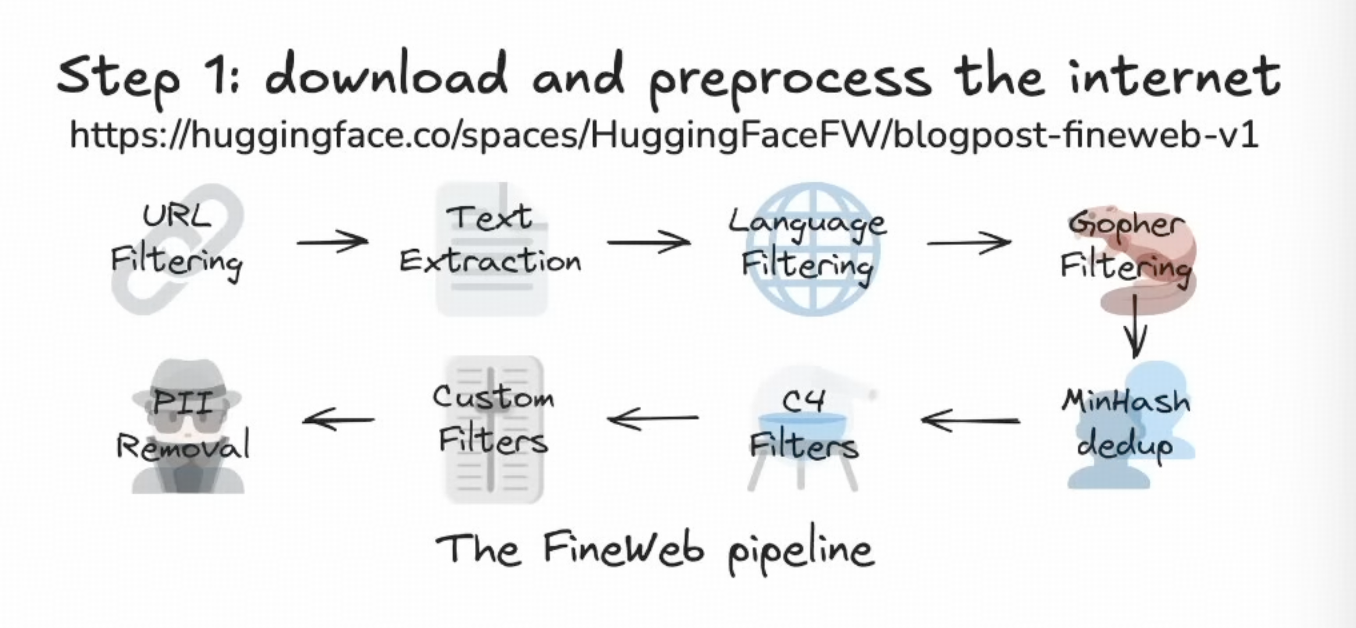 Step 1: download and preprocess the internet
https://huggingface.co/spaces/HuggingFaceFW/blogpost-fineweb-v1
URL
Filtering
Text
Extraction
Language
Filtering
Gopher
Filtering
PII
Removal
Custom
Filters
C4
Filters
MinHash
dedup
The FineWeb pipeline